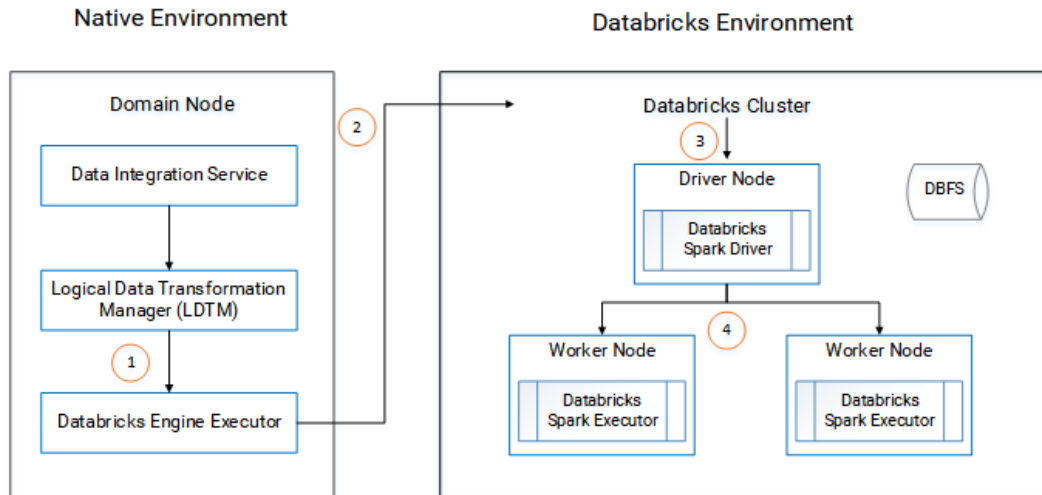 Native Environment
Databricks Environment
Domain Node
Data Integration Service
Logical Data Transformation
Manager (LDTM)
1
Databricks Engine Executor
2
Databricks Cluster
3
Driver Node
Databricks
Spark Driver
DBFS
4
Worker Node
Databricks
Spark Executor
Worker Node
Databricks
Spark Executor